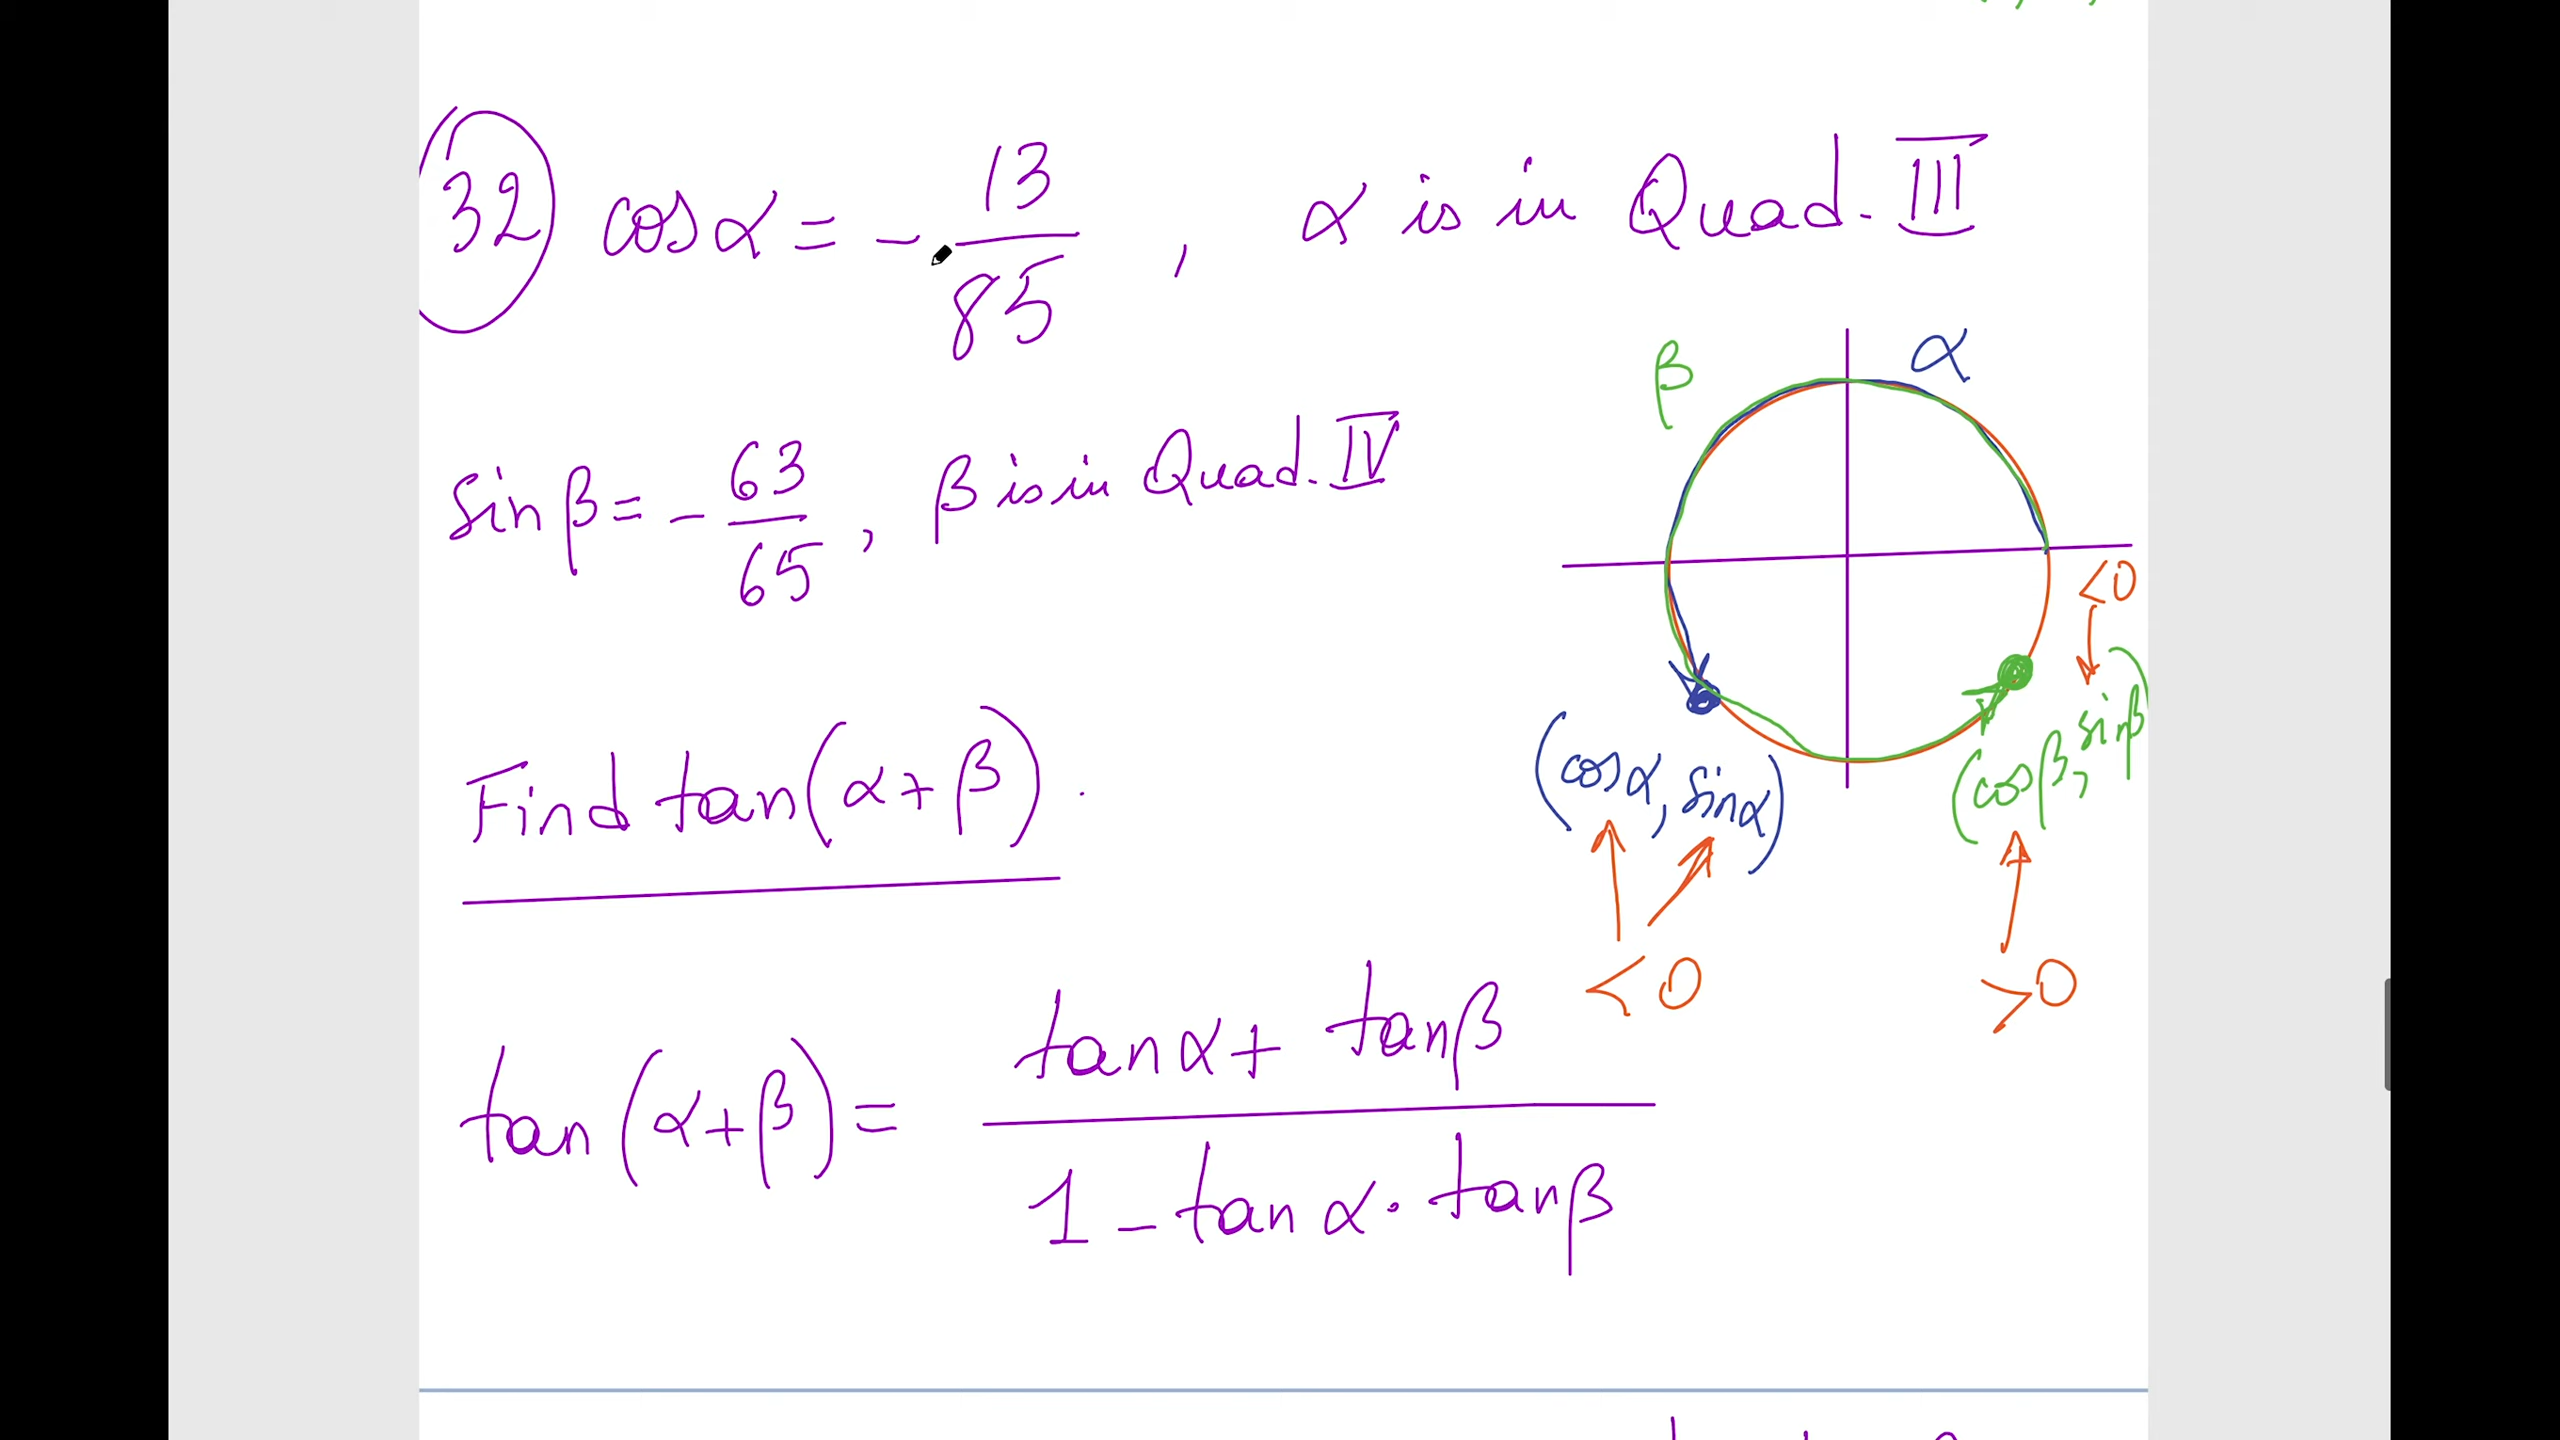 32 cos α = - 13/85 , α is in Quad. III
sin β = - 63/65 , β is in Quad. IV
β
α
<0
(cos α, sin α)
(cos β, sin β)
<0
>0
Find tan(α+β).
tan(α+β) = (tan α + tan β)/(1 - tan α · tan β)